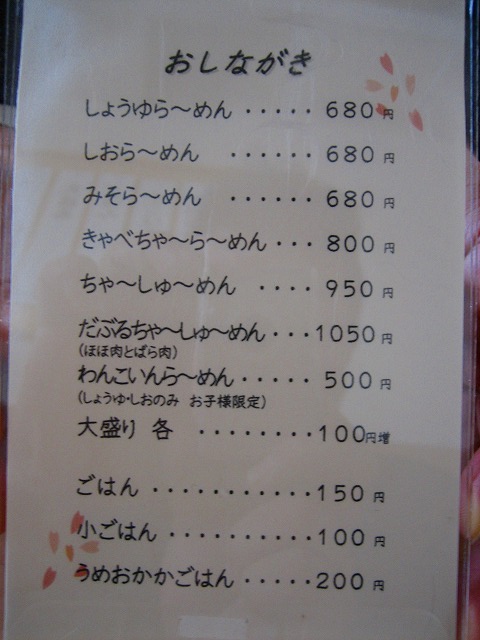 おしながき
しょうゆら〜めん ・・・・・ 680円
しおら〜めん ・・・・・・ 680円
みそら〜めん ・・・・・・ 680円
きゃべちゃ〜ら〜めん・・・ 800円
ちゃ〜しゅ〜めん ・・・・ 950円
だぶるちゃ〜しゅ〜めん・・・1050円
(ほほ肉とばら肉)
わんこいんら〜めん・・・・・ 500円
(しょうゆ・しおのみ お子様限定)
大盛り 各 ・・・・・・・・100円増
ごはん ・・・・・・・・・・・150円
小ごはん ・・・・・・・・・・100円
うめおかかごはん ・・・・・200円